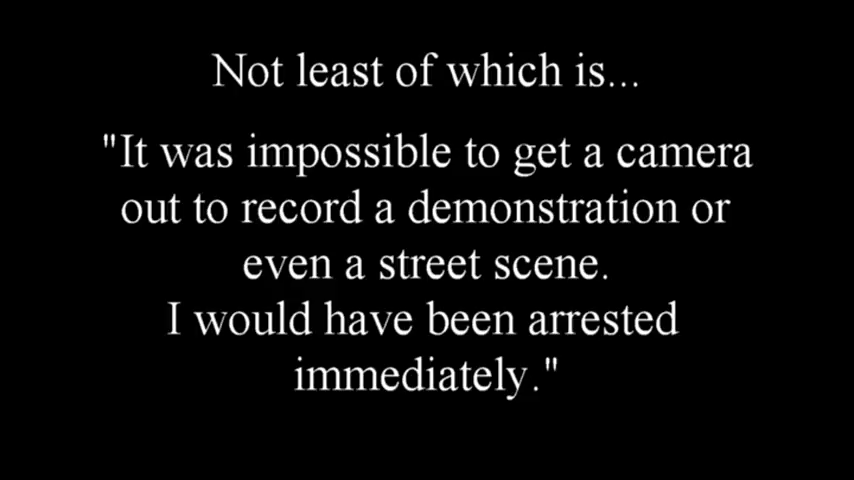 Not least of which is...
"It was impossible to get a camera
out to record a demonstration or
even a street scene.
I would have been arrested
immediately."